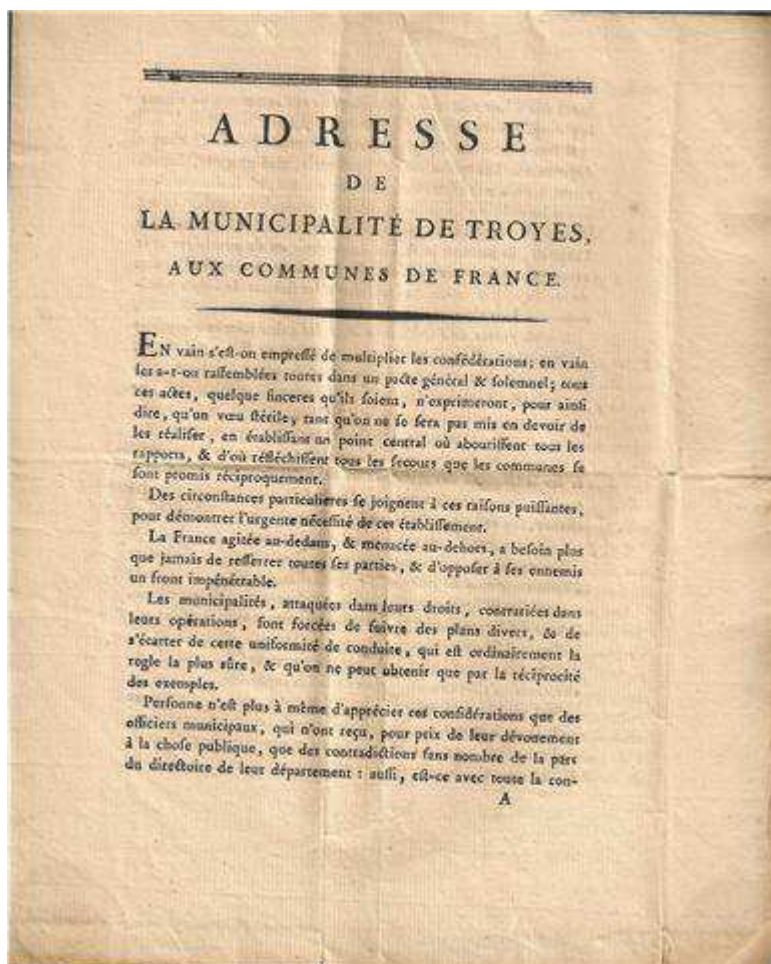 ADRESSE
DE
LA MUNICIPALITÉ DE TROYES,
AUX COMMUNES DE FRANCE.
EN vain s'eſt-on empreſſé de multiplier les confédérations; en vain
les a-t-on raſſemblées toutes dans un pacte général & ſolemnel; tous
ces actes, quelque ſinceres qu'ils ſoient, n'exprimeront, pour ainſi
dire, qu'un vœu ſtérile, tant qu'on ne ſe ſera pas mis en devoir de
les réaliſer, en établiſſant un point central où aboutiſſent tous les
rapports, & d'où réfléchiſſent tous les ſecours que les communes ſe
ſont promis réciproquement.
Des circonſtances particulieres ſe joignent à ces raiſons puiſſantes,
pour démontrer l'urgente néceſſité de cet établiſſement.
La France agitée au-dedans, & menacée au-dehors, a beſoin plus
que jamais de reſſerrer toutes ſes parties, & d'oppoſer à ſes ennemis
un front impénétrable.
Les municipalités, attaquées dans leurs droits, contrariées dans
leurs opérations, ſont forcées de ſuivre des plans divers, & de
s'écarter de cette uniformité de conduite, qui eſt ordinairement la
regle la plus sûre, & qu'on ne peut obtenir que par la réciprocité
des exemples.
Perſonne n'eſt plus à même d'apprécier ces conſidérations que des
officiers municipaux, qui n'ont reçu, pour prix de leur dévouement
à la choſe publique, que des contradictions ſans nombre de la part
du directoire de leur département : auſſi, eſt-ce avec toute la con-
A